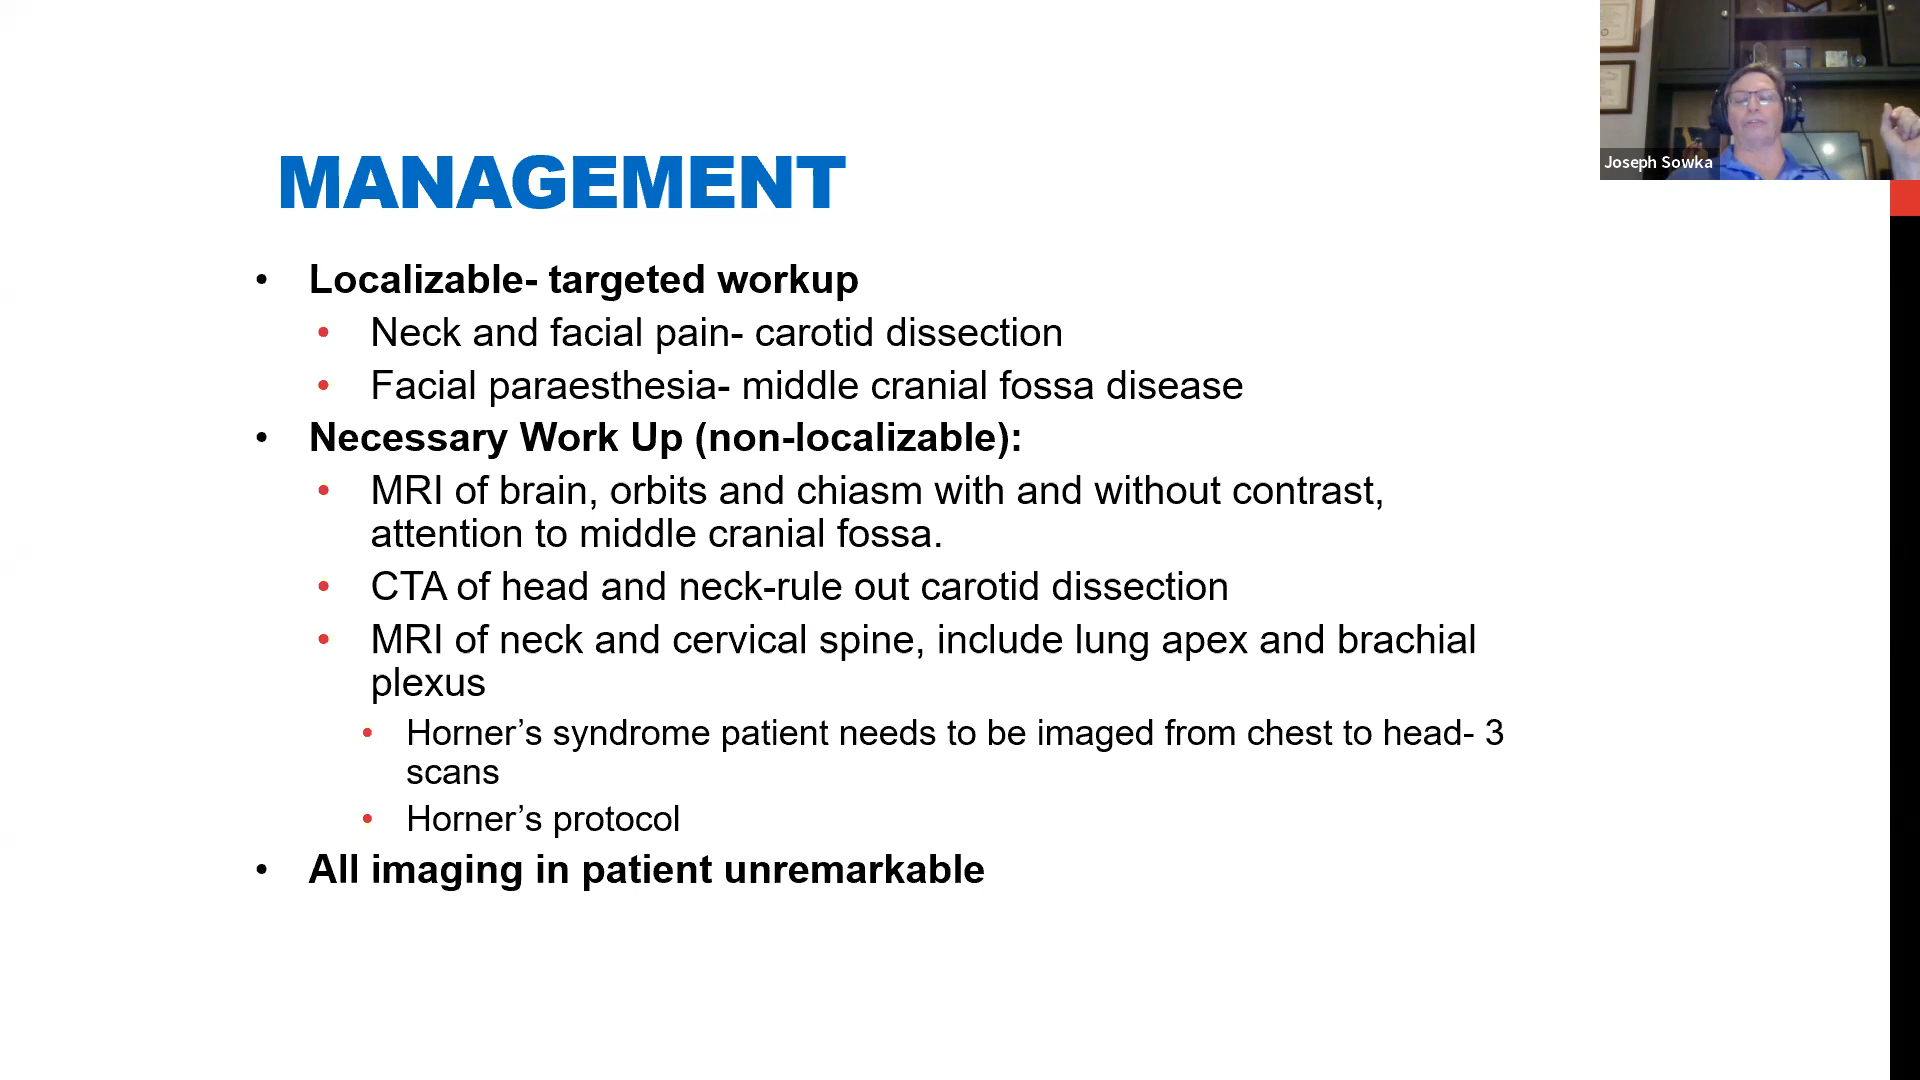 Joseph Sowka
MANAGEMENT
• Localizable- targeted workup
• Neck and facial pain- carotid dissection
• Facial paraesthesia- middle cranial fossa disease
• Necessary Work Up (non-localizable):
• MRI of brain, orbits and chiasm with and without contrast,
attention to middle cranial fossa.
• CTA of head and neck-rule out carotid dissection
• MRI of neck and cervical spine, include lung apex and brachial
plexus
• Horner’s syndrome patient needs to be imaged from chest to head- 3
scans
• Horner’s protocol
• All imaging in patient unremarkable